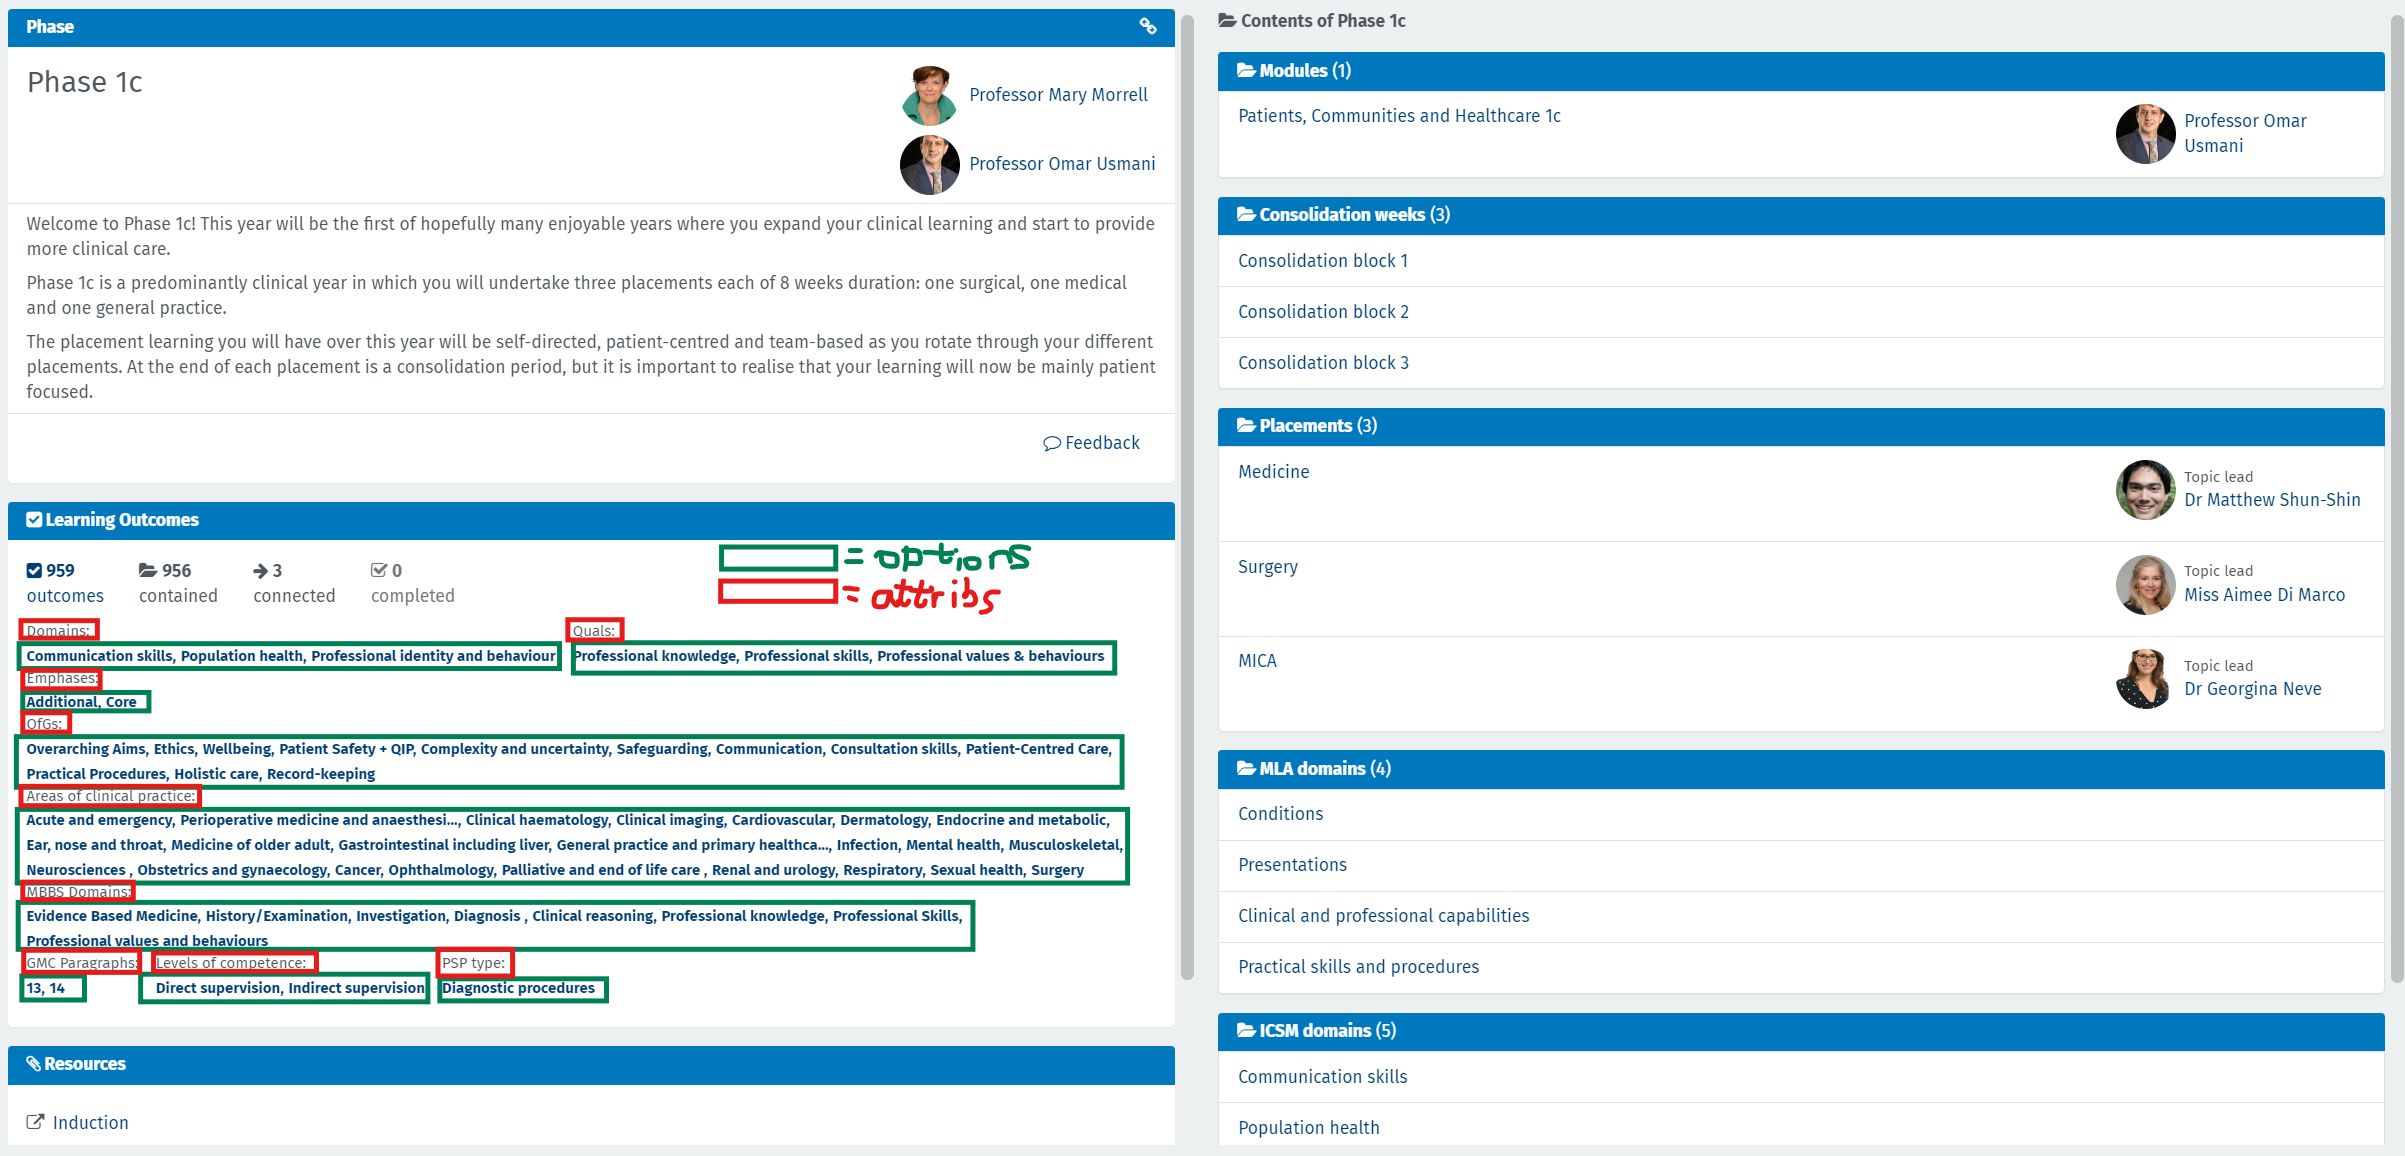 Phase
Phase 1c
Professor Mary Morrell
Professor Omar Usmani
Welcome to Phase 1c! This year will be the first of hopefully many enjoyable years where you expand your clinical learning and start to provide
more clinical care.
Phase 1c is a predominantly clinical year in which you will undertake three placements each of 8 weeks duration: one surgical, one medical
and one general practice.
The placement learning you will have over this year will be self-directed, patient-centred and team-based as you rotate through your different
placements. At the end of each placement is a consolidation period, but it is important to realise that your learning will now be mainly patient
focused.
Feedback
Learning Outcomes
959 outcomes
956 contained
3 connected
0 completed
= options
= attribs
Domains:
Communication skills, Population health, Professional identity and behaviour
Quals:
Professional knowledge, Professional skills, Professional values & behaviours
Emphases:
Additional, Core
OfGs:
Overarching Aims, Ethics, Wellbeing, Patient Safety + QIP, Complexity and uncertainty, Safeguarding, Communication, Consultation skills, Patient-Centred Care,
Practical Procedures, Holistic care, Record-keeping
Areas of clinical practice:
Acute and emergency, Perioperative medicine and anaesthesi..., Clinical haematology, Clinical imaging, Cardiovascular, Dermatology, Endocrine and metabolic,
Ear, nose and throat, Medicine of older adult, Gastrointestinal including liver, General practice and primary healthca..., Infection, Mental health, Musculoskeletal,
Neurosciences , Obstetrics and gynaecology, Cancer, Ophthalmology, Palliative and end of life care , Renal and urology, Respiratory, Sexual health, Surgery
MBBS Domains:
Evidence Based Medicine, History/Examination, Investigation, Diagnosis , Clinical reasoning, Professional knowledge, Professional Skills,
Professional values and behaviours
GMC Paragraphs:
13, 14
Levels of competence:
Direct supervision, Indirect supervision
PSP type:
Diagnostic procedures
Resources
Induction
Contents of Phase 1c
Modules (1)
Patients, Communities and Healthcare 1c
Professor Omar
Usmani
Consolidation weeks (3)
Consolidation block 1
Consolidation block 2
Consolidation block 3
Placements (3)
Medicine
Topic lead
Dr Matthew Shun-Shin
Surgery
Topic lead
Miss Aimee Di Marco
MICA
Topic lead
Dr Georgina Neve
MLA domains (4)
Conditions
Presentations
Clinical and professional capabilities
Practical skills and procedures
ICSM domains (5)
Communication skills
Population health